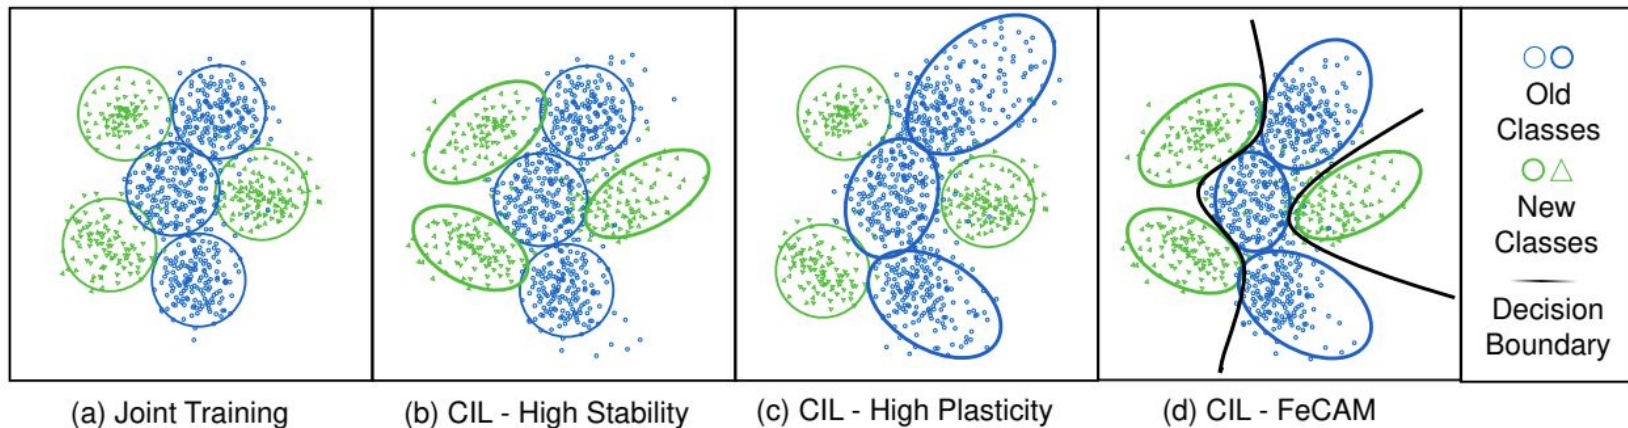 Old
Classes
New
Classes
Decision
Boundary
(a) Joint Training
(b) CIL - High Stability
(c) CIL - High Plasticity
(d) CIL - FeCAM